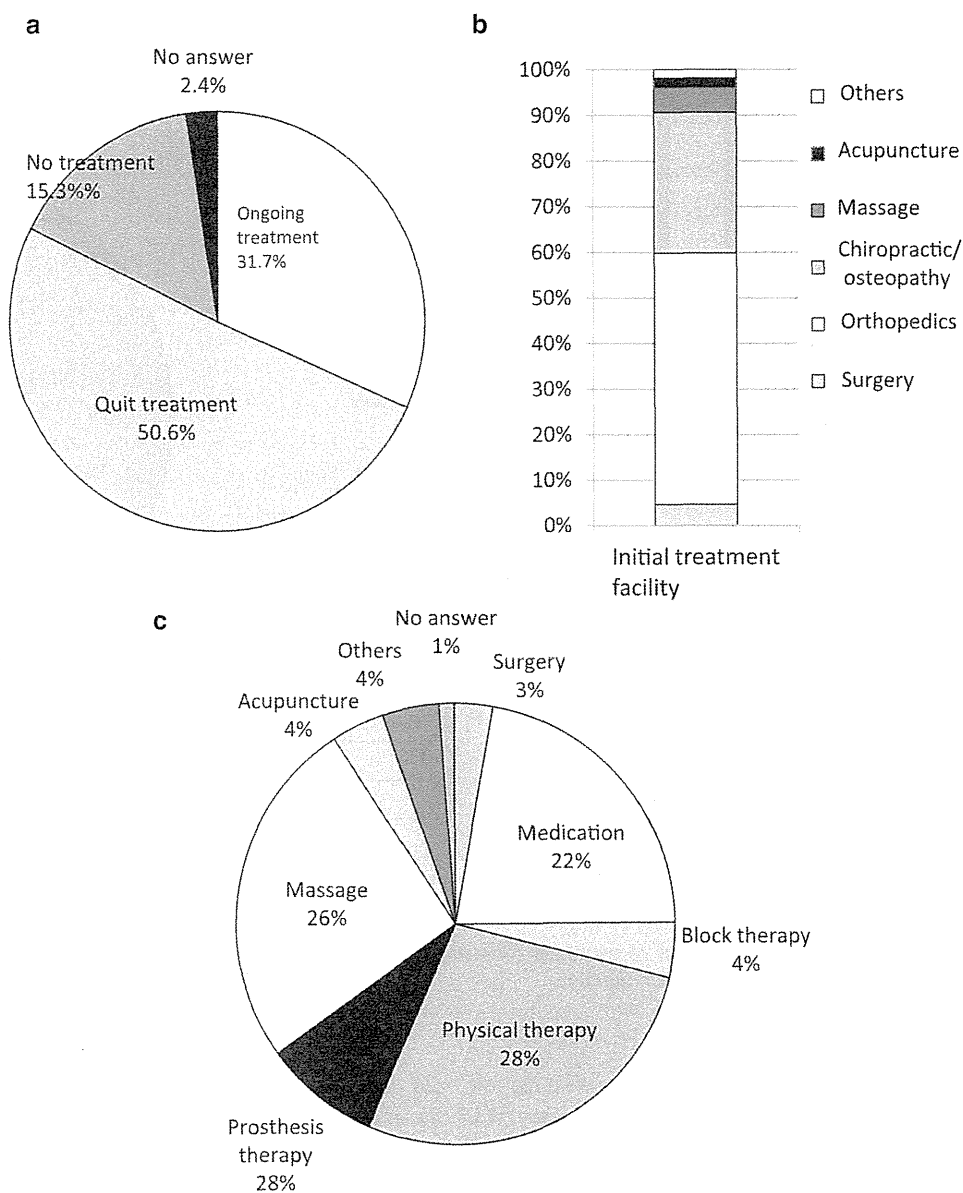 a
No answer
2.4%
No treatment
15.3%%
Ongoing
treatment
31.7%
Quit treatment
50.6%
b
100%
90%
80%
70%
60%
50%
40%
30%
20%
10%
0%
Initial treatment
facility
Others
Acupuncture
Massage
Chiropractic/
osteopathy
Orthopedics
Surgery
c
No answer
1%
Others
4%
Surgery
3%
Acupuncture
4%
Medication
22%
Massage
26%
Block therapy
4%
Physical therapy
28%
Prosthesis
therapy
28%